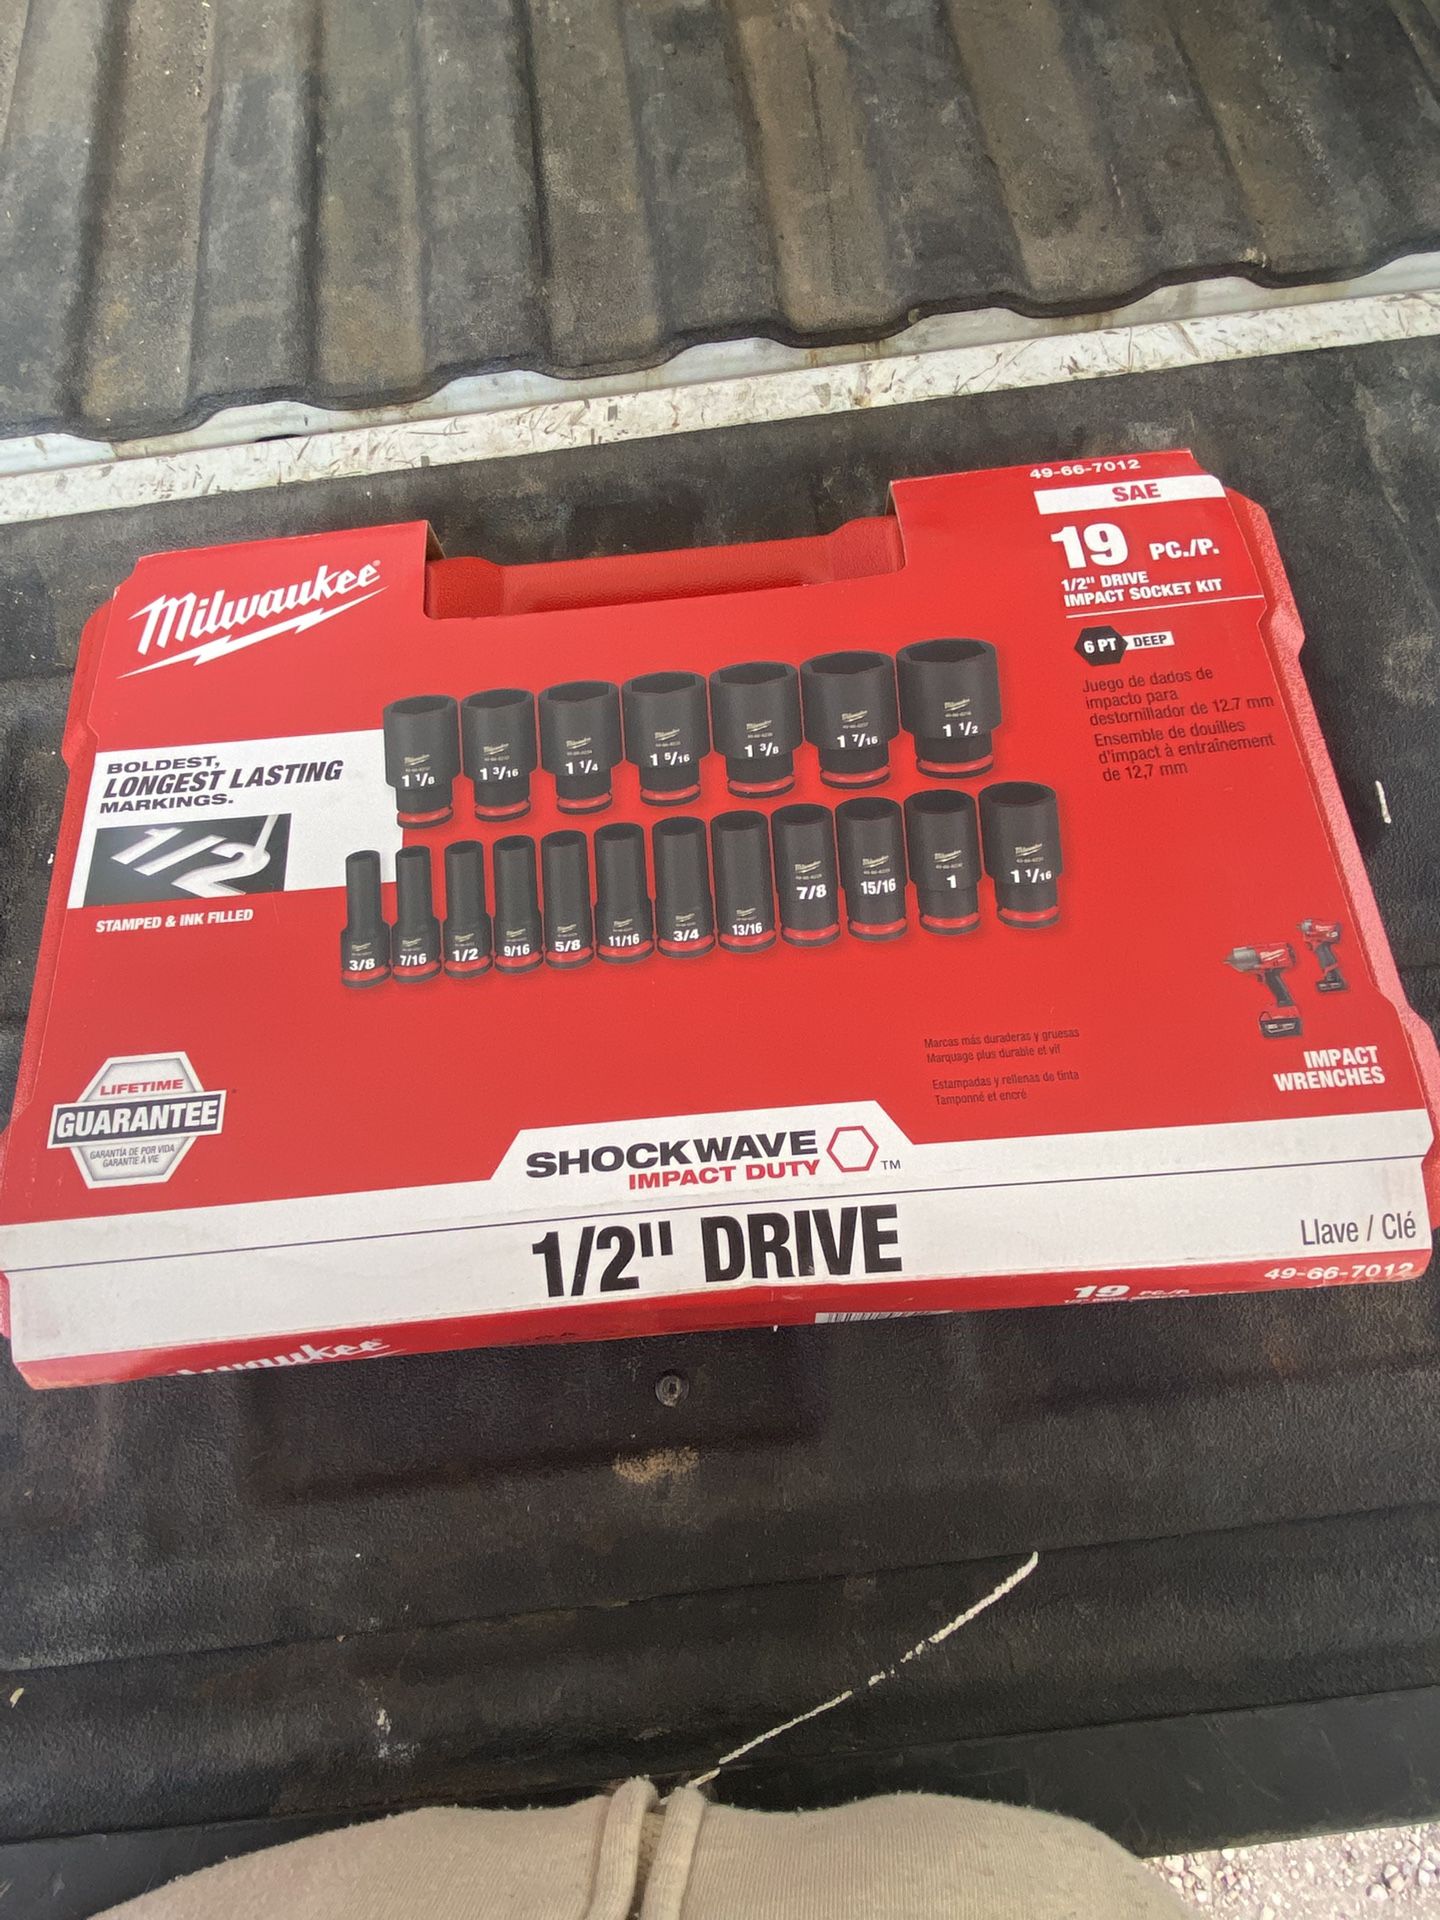 49-66-7012
SAE
19 PC./P.
1/2" DRIVE
IMPACT SOCKET KIT
6 PT DEEP
Juego de dados de
impacto para
destornillador de 12.7 mm
Ensemble de douilles
d'impact à entraînement
de 12,7 mm
Milwaukee
BOLDEST,
LONGEST LASTING
MARKINGS.
1/2
STAMPED & INK FILLED
1 1/8
1 3/16
1 1/4
1 5/16
1 3/8
1 7/16
1 1/2
3/8
7/16
1/2
9/16
5/8
11/16
3/4
13/16
7/8
15/16
1
1 1/16
Marcas más duraderas y gruesas
Marquage plus durable et vif
Estampadas y rellenas de tinta
Tamponné et encré
IMPACT
WRENCHES
LIFETIME
GUARANTEE
GARANTÍA DE POR VIDA
GARANTIE À VIE
SHOCKWAVE
IMPACT DUTY ™
1/2" DRIVE
Llave / Clé
49-66-7012
19 PC./P.
Milwaukee